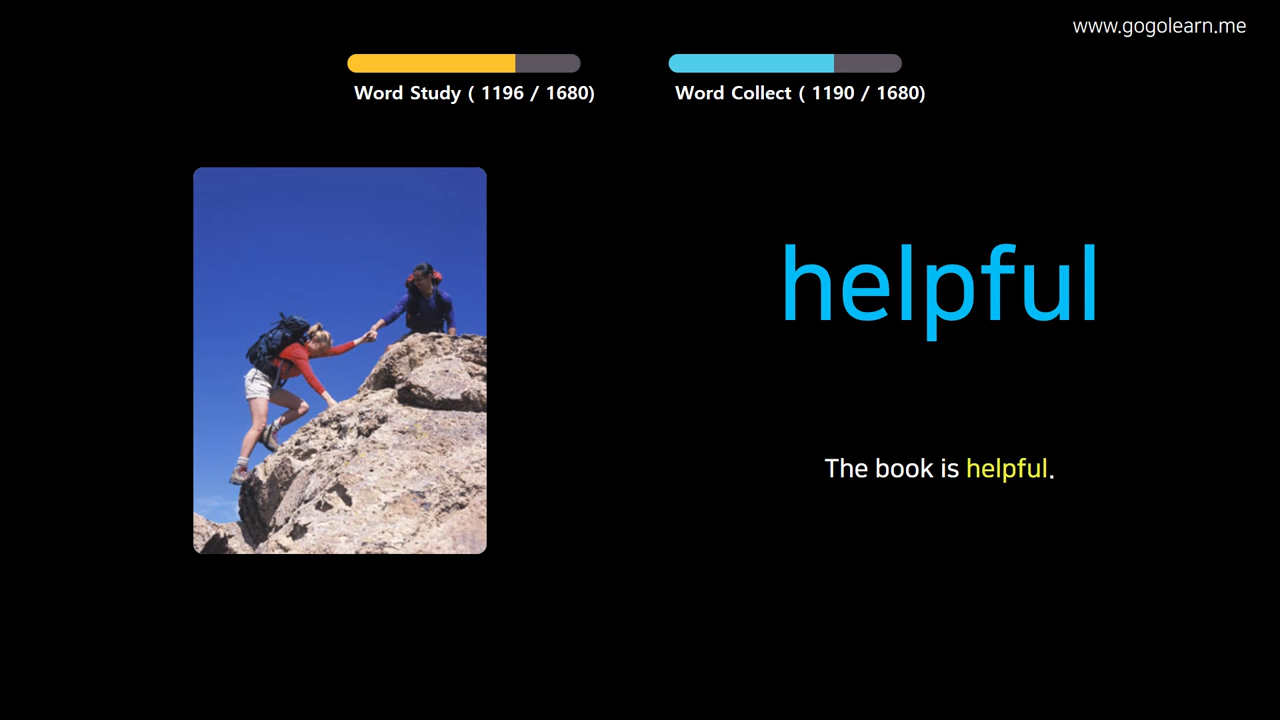 www.gogolearn.me
Word Study ( 1196 / 1680)
Word Collect ( 1190 / 1680)
helpful
The book is helpful.